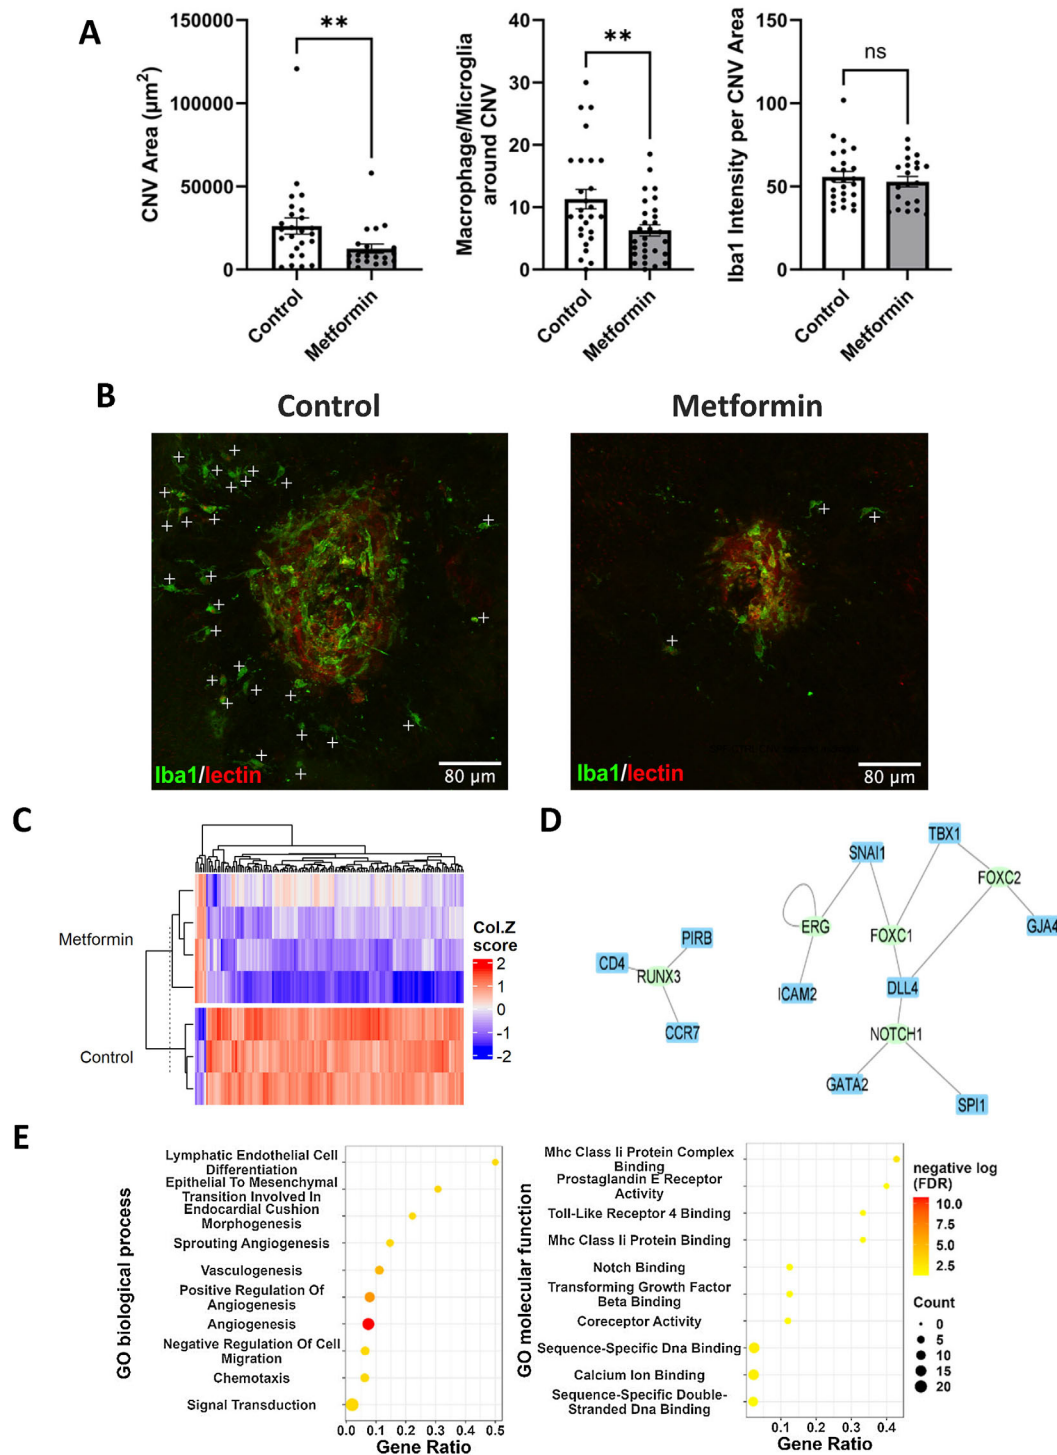 A
CNV Area (µm²)
150000
100000
50000
0
**
Control
Metformin
Macrophage/Microglia
around CNV
40
30
20
10
0
**
Control
Metformin
Iba1 Intensity per CNV Area
150
100
50
0
ns
Control
Metformin
B
Control
Metformin
Iba1/lectin
80 µm
Iba1/lectin
80 µm
C
Metformin
Control
Col.Z
score
2
1
0
-1
-2
D
TBX1
SNAI1
FOXC2
ERG
FOXC1
GJA4
PIRB
CD4
RUNX3
ICAM2
DLL4
CCR7
NOTCH1
GATA2
SPI1
E
GO biological process
Lymphatic Endothelial Cell
Differentiation
Epithelial To Mesenchymal
Transition Involved In
Endocardial Cushion
Morphogenesis
Sprouting Angiogenesis
Vasculogenesis
Positive Regulation Of
Angiogenesis
Angiogenesis
Negative Regulation Of Cell
Migration
Chemotaxis
Signal Transduction
0.0 0.1 0.2 0.3 0.4 0.5
Gene Ratio
GO molecular function
Mhc Class Ii Protein Complex
Binding
Prostaglandin E Receptor
Activity
Toll-Like Receptor 4 Binding
Mhc Class Ii Protein Binding
Notch Binding
Transforming Growth Factor
Beta Binding
Coreceptor Activity
Sequence-Specific Dna Binding
Calcium Ion Binding
Sequence-Specific Double-
Stranded Dna Binding
0.1 0.2 0.3 0.4
Gene Ratio
negative log
(FDR)
10.0
7.5
5.0
2.5
Count
0
5
10
15
20